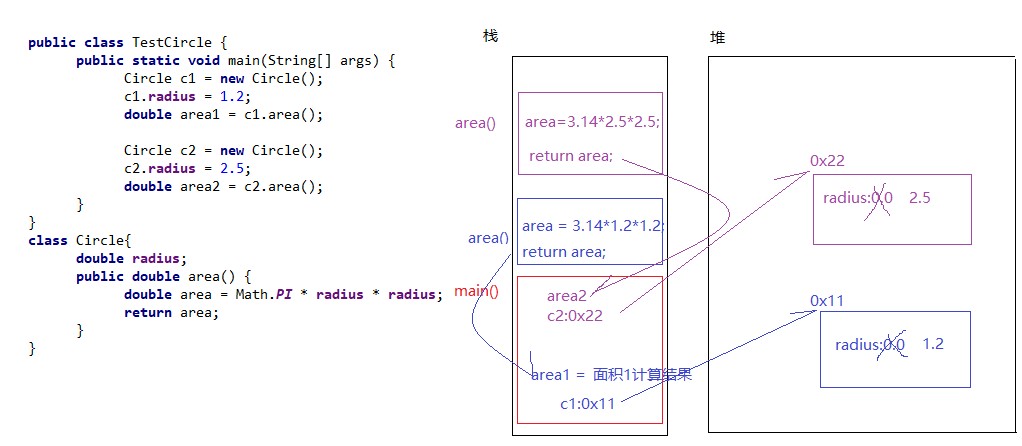 public class TestCircle {
public static void main(String[] args) {
Circle c1 = new Circle();
c1.radius = 1.2;
double area1 = c1.area();
Circle c2 = new Circle();
c2.radius = 2.5;
double area2 = c2.area();
}
}
class Circle{
double radius;
public double area() {
double area = Math.PI * radius * radius;
return area;
}
}
栈
area()
area=3.14*2.5*2.5;
return area;
area()
area = 3.14*1.2*1.2;
return area;
main()
area2
c2:0x22
area1 = 面积1计算结果
c1:0x11
堆
0x22
radius:0.0 2.5
0x11
radius:0.0 1.2